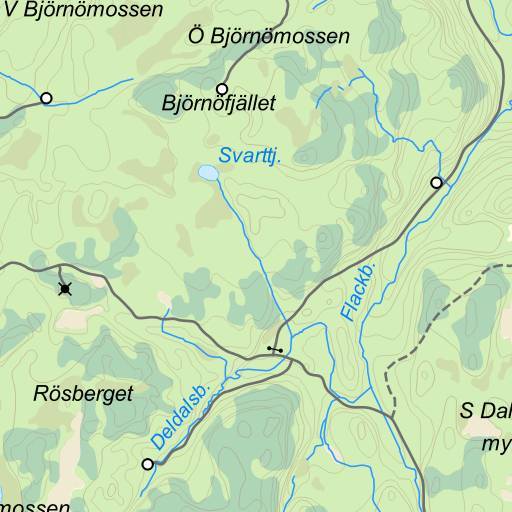 V Björnömossen
Ö Björnömossen
Björnöfjället
Svarttj.
Flackb.
Rösberget
Deldalsb.
S Dal
my
mossen